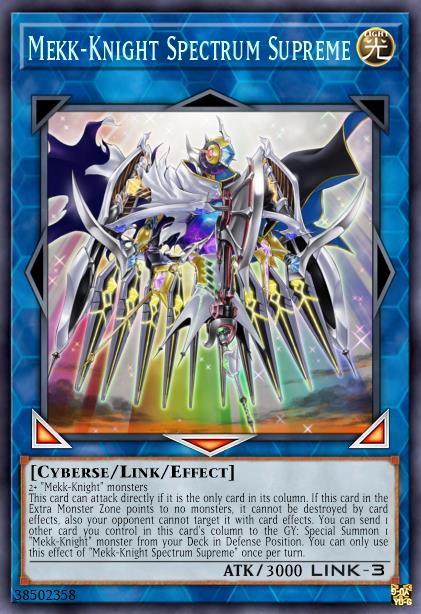 Mekk-Knight Spectrum Supreme
LIGHT
光
[Cyberse/Link/Effect]
2+ "Mekk-Knight" monsters
This card can attack directly if it is the only card in its column. If this card in the
Extra Monster Zone points to no monsters, it cannot be destroyed by card
effects, also your opponent cannot target it with card effects. You can send 1
other card you control in this card's column to the GY: Special Summon 1
"Mekk-Knight" monster from your Deck in Defense Position. You can only use
this effect of "Mekk-Knight Spectrum Supreme" once per turn.
ATK/3000 LINK-3
38502358